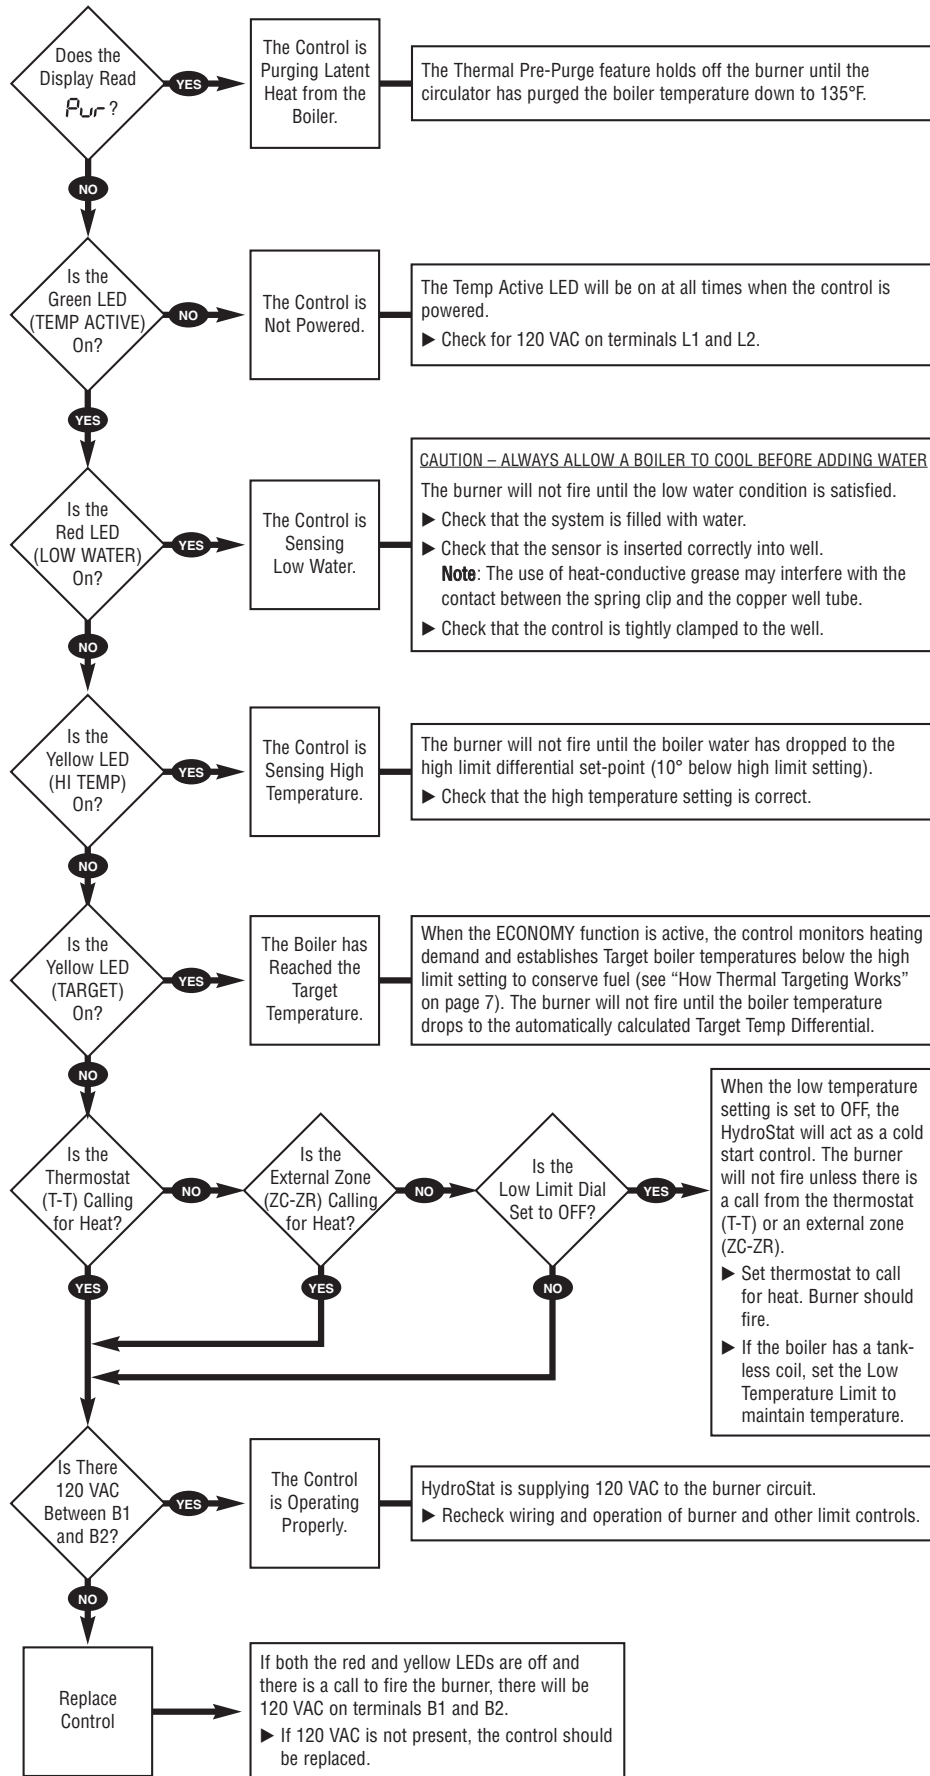 Does the
Display Read
Pur ?
YES
The Control is
Purging Latent
Heat from the
Boiler.
The Thermal Pre-Purge feature holds off the burner until the
circulator has purged the boiler temperature down to 135°F.
NO
Is the
Green LED
(TEMP ACTIVE)
On?
NO
The Control is
Not Powered.
The Temp Active LED will be on at all times when the control is
powered.
▶ Check for 120 VAC on terminals L1 and L2.
YES
Is the
Red LED
(LOW WATER)
On?
YES
The Control is
Sensing
Low Water.
CAUTION – ALWAYS ALLOW A BOILER TO COOL BEFORE ADDING WATER
The burner will not fire until the low water condition is satisfied.
▶ Check that the system is filled with water.
▶ Check that the sensor is inserted correctly into well.
Note: The use of heat-conductive grease may interfere with the
contact between the spring clip and the copper well tube.
▶ Check that the control is tightly clamped to the well.
NO
Is the
Yellow LED
(HI TEMP)
On?
YES
The Control is
Sensing High
Temperature.
The burner will not fire until the boiler water has dropped to the
high limit differential set-point (10° below high limit setting).
▶ Check that the high temperature setting is correct.
NO
Is the
Yellow LED
(TARGET)
On?
YES
The Boiler has
Reached the
Target
Temperature.
When the ECONOMY function is active, the control monitors heating
demand and establishes Target boiler temperatures below the high
limit setting to conserve fuel (see “How Thermal Targeting Works”
on page 7). The burner will not fire until the boiler temperature
drops to the automatically calculated Target Temp Differential.
NO
Is the
Thermostat
(T-T) Calling
for Heat?
NO
Is the
External Zone
(ZC-ZR) Calling
for Heat?
NO
Is the
Low Limit Dial
Set to OFF?
YES
When the low temperature
setting is set to OFF, the
HydroStat will act as a cold
start control. The burner
will not fire unless there is
a call from the thermostat
(T-T) or an external zone
(ZC-ZR).
▶ Set thermostat to call
for heat. Burner should
fire.
▶ If the boiler has a tank-
less coil, set the Low
Temperature Limit to
maintain temperature.
YES
YES
NO
Is There
120 VAC
Between B1
and B2?
YES
The Control
is Operating
Properly.
HydroStat is supplying 120 VAC to the burner circuit.
▶ Recheck wiring and operation of burner and other limit controls.
NO
Replace
Control
If both the red and yellow LEDs are off and
there is a call to fire the burner, there will be
120 VAC on terminals B1 and B2.
▶ If 120 VAC is not present, the control should
be replaced.